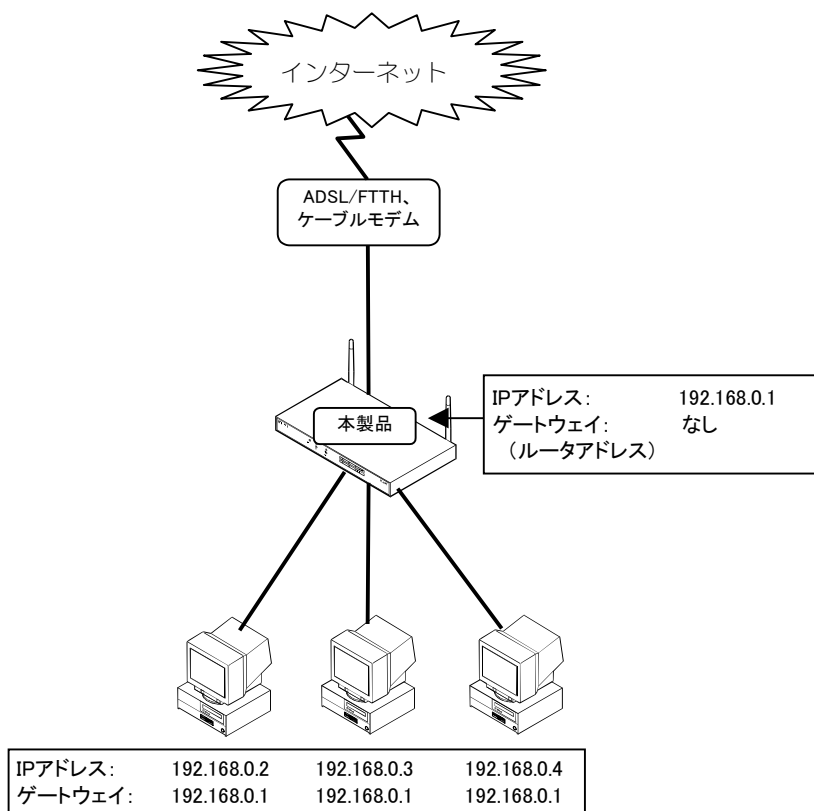 インターネット
ADSL/FTTH、
ケーブルモデム
本製品
IPアドレス: 192.168.0.1
ゲートウェイ: なし
（ルータアドレス）
IPアドレス: 192.168.0.2 192.168.0.3 192.168.0.4
ゲートウェイ: 192.168.0.1 192.168.0.1 192.168.0.1